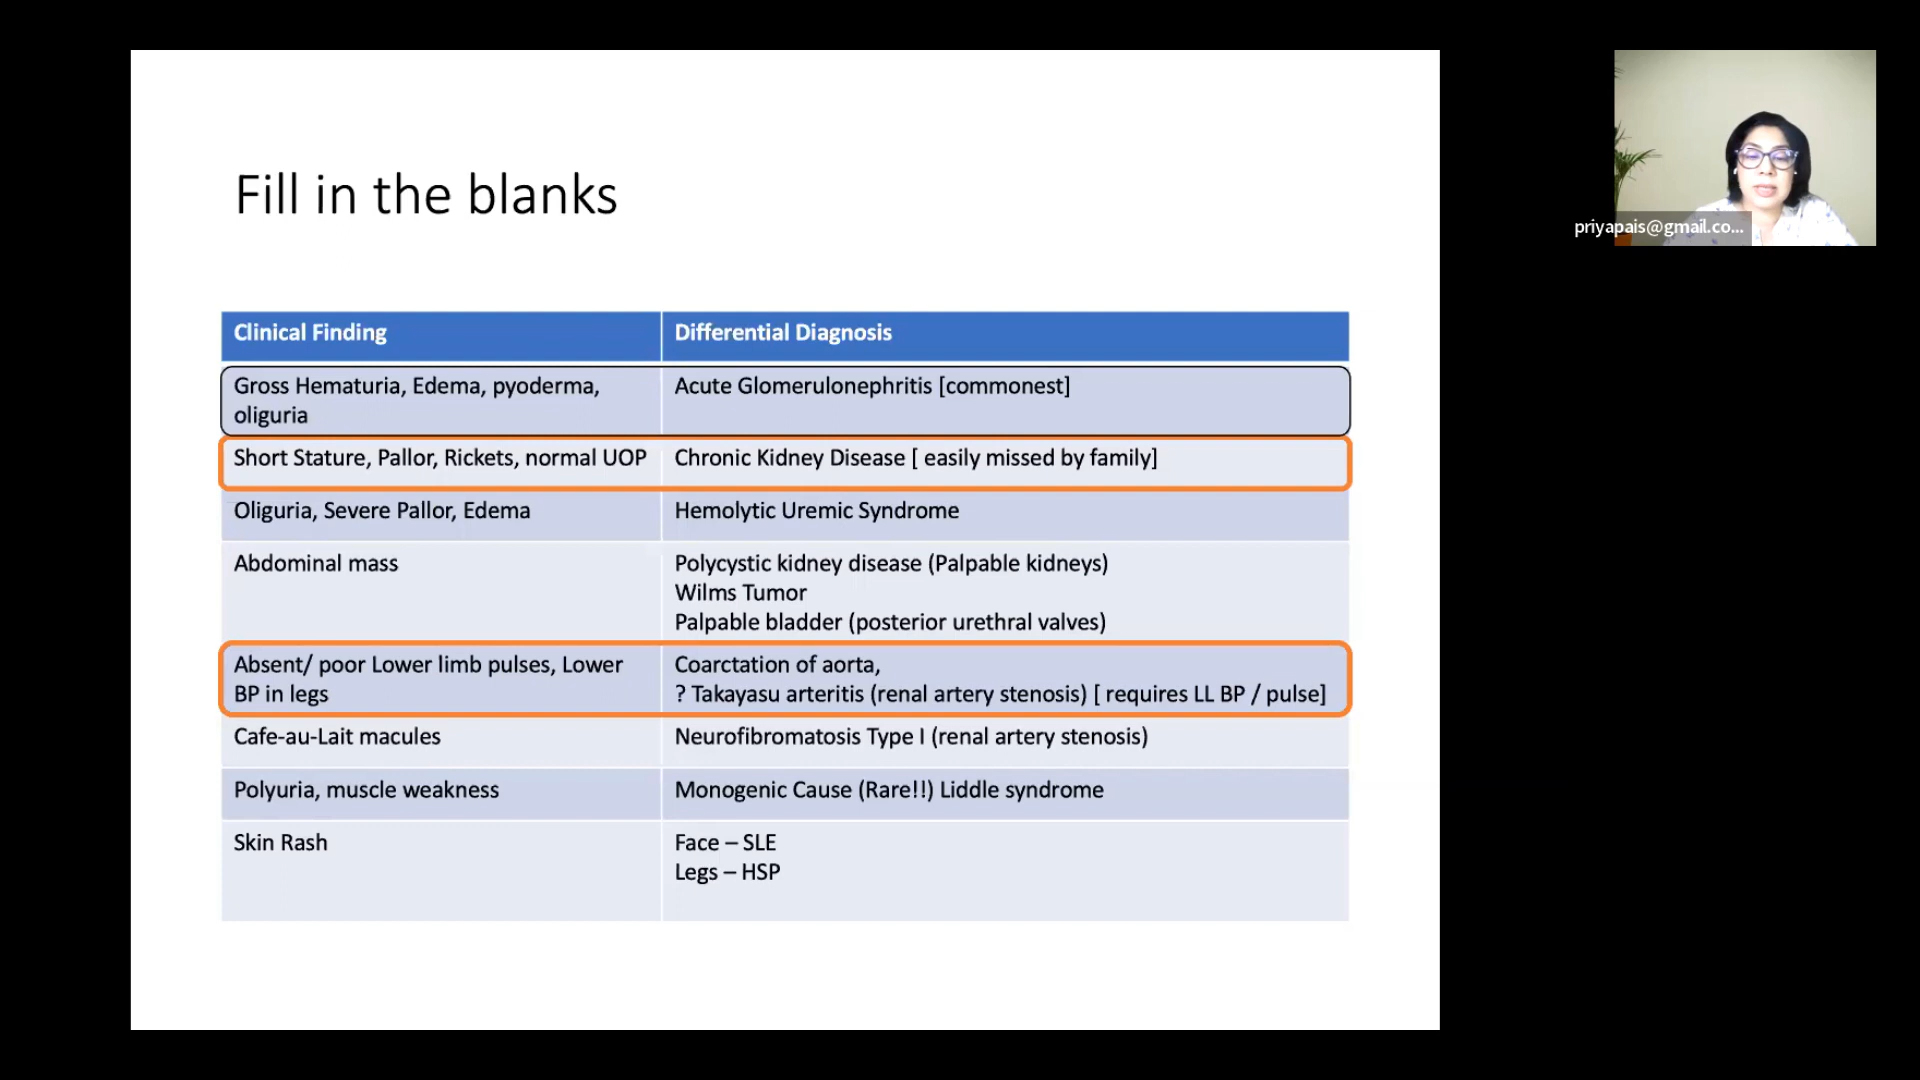 Fill in the blanks
priyapais@gmail.co...
Clinical Finding
Differential Diagnosis
Gross Hematuria, Edema, pyoderma,
oliguria
Acute Glomerulonephritis [commonest]
Short Stature, Pallor, Rickets, normal UOP
Chronic Kidney Disease [ easily missed by family]
Oliguria, Severe Pallor, Edema
Hemolytic Uremic Syndrome
Abdominal mass
Polycystic kidney disease (Palpable kidneys)
Wilms Tumor
Palpable bladder (posterior urethral valves)
Absent/ poor Lower limb pulses, Lower
BP in legs
Coarctation of aorta,
? Takayasu arteritis (renal artery stenosis) [ requires LL BP / pulse]
Cafe-au-Lait macules
Neurofibromatosis Type I (renal artery stenosis)
Polyuria, muscle weakness
Monogenic Cause (Rare!!) Liddle syndrome
Skin Rash
Face – SLE
Legs – HSP